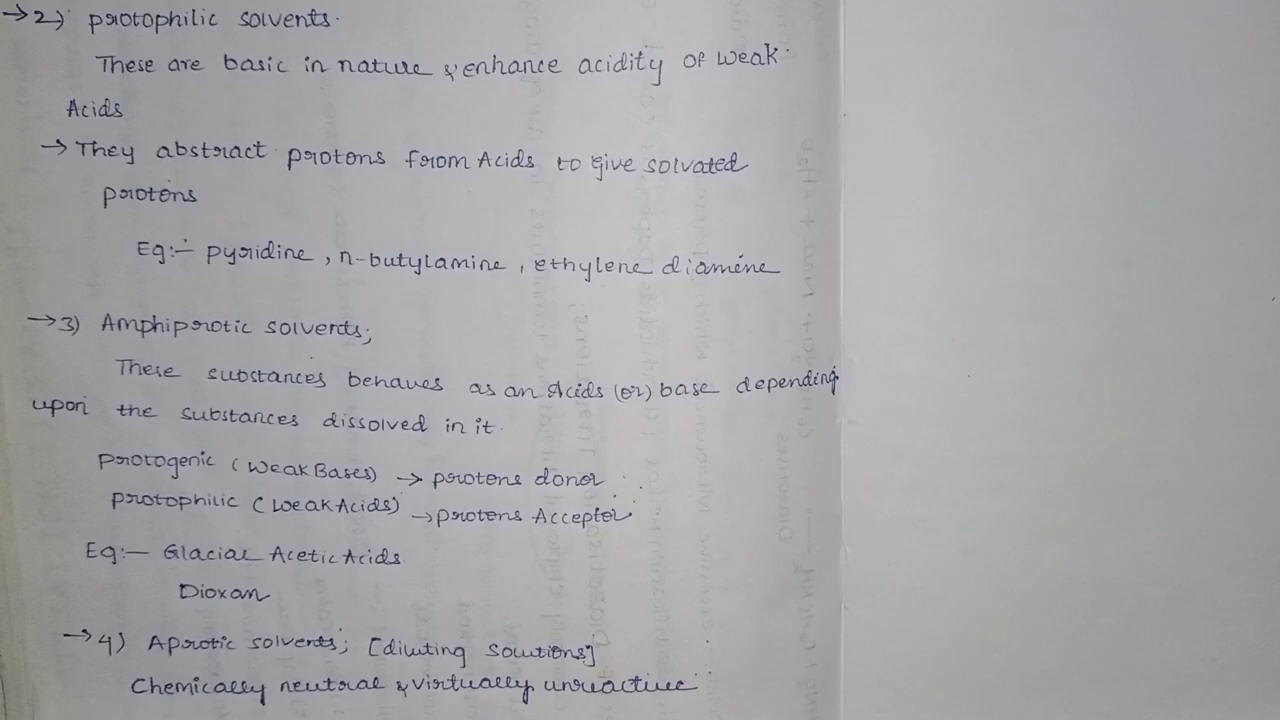 →2) protophilic solvents.
These are basic in nature & enhance acidity of weak
Acids
→ They abstract protons from Acids to give solvated
protons
Eg:- pyridine, n-butylamine, ethylene diamine
→3) Amphiprotic solvents;
These substances behaves as an Acids (or) base depending
upon the substances dissolved in it.
protogenic (Weak Bases) → protons donor
protophilic (Weak Acids) → protons Acceptor
Eg:- Glacial Acetic Acids
Dioxan
→4) Aprotic solvents; [diluting solutions]
Chemically neutral & virtually unreactive